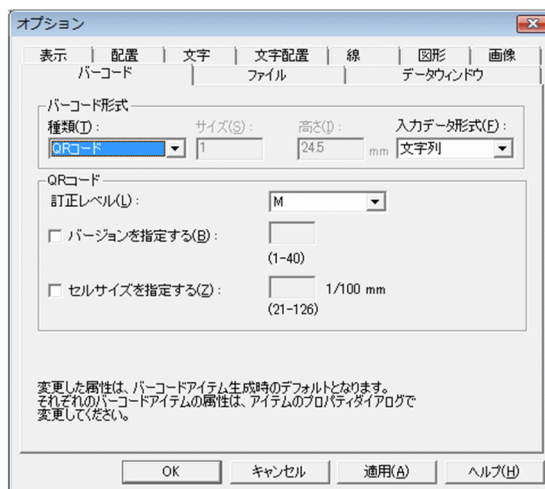 オプション
表示 配置 文字 文字配置 線 図形 画像
バーコード ファイル データウィンドウ
バーコード形式
種類(T): サイズ(S): 高さ(I): 入力データ形式(F):
QRコード 1 24.5 mm 文字列
QRコード
訂正レベル(L): M
バージョンを指定する(B):
(1-40)
セルサイズを指定する(Z): 1/100 mm
(21-126)
変更した属性は、バーコードアイテム生成時のデフォルトとなります。
それぞれのバーコードアイテムの属性は、アイテムのプロパティダイアログで
変更してください。
OK キャンセル 適用(A) ヘルプ(H)